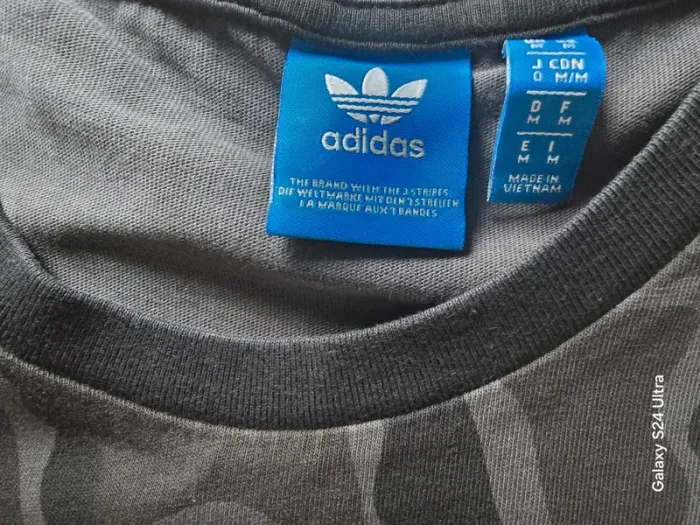 adidas
THE BRAND WITH THE 3 STRIPES
DIE WELTMARKE MIT DEN 3 STREIFEN
LA MARQUE AUX 3 BANDES
J CDN
O M/M
D F
M M
E I
M M
MADE IN
VIETNAM
Galaxy S24 Ultra